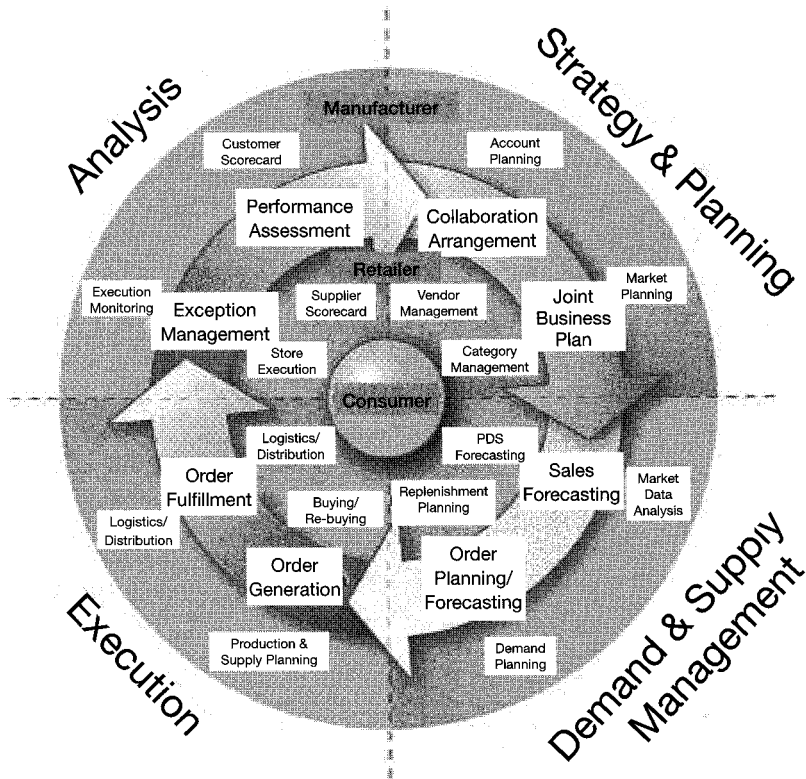 Analysis
Strategy & Planning
Manufacturer
Customer
Scorecard
Account
Planning
Performance
Assessment
Collaboration
Arrangement
Retailer
Execution
Monitoring
Exception
Management
Supplier
Scorecard
Vendor
Management
Joint
Business
Plan
Market
Planning
Store
Execution
Category
Management
Consumer
Logistics/
Distribution
PDS
Forecasting
Order
Fulfillment
Sales
Forecasting
Market
Data
Analysis
Logistics/
Distribution
Buying/
Re-buying
Replenishment
Planning
Order
Generation
Order
Planning/
Forecasting
Production &
Supply Planning
Demand
Planning
Execution
Demand & Supply
Management